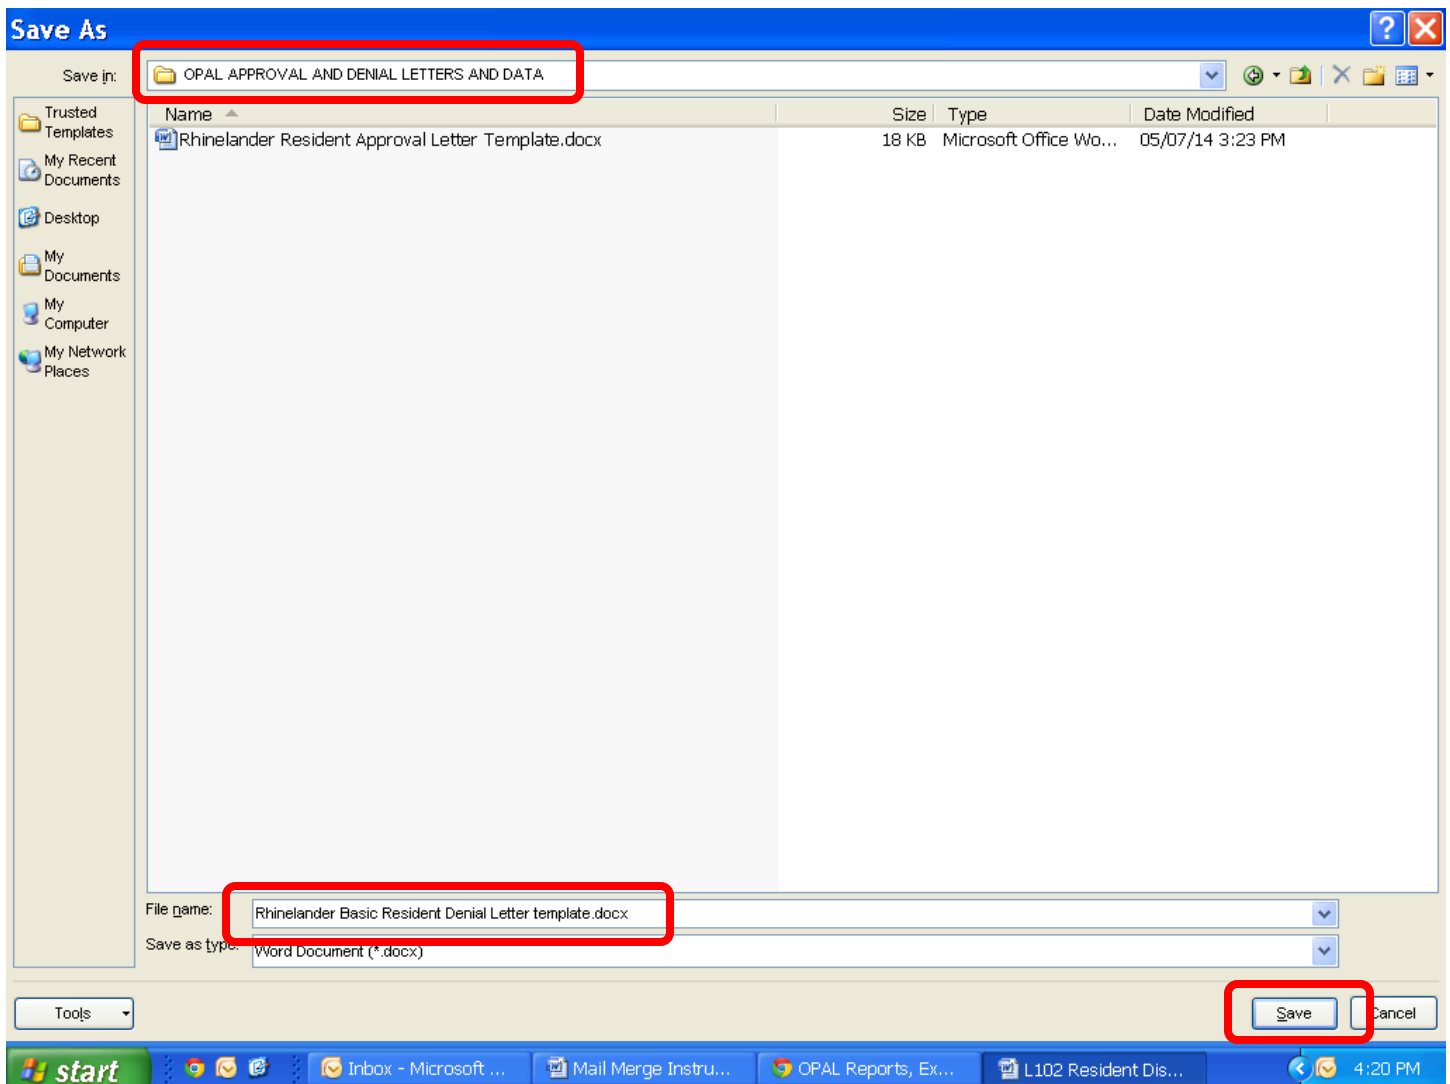 Save As
Save in:
OPAL APPROVAL AND DENIAL LETTERS AND DATA
Trusted
Templates
My Recent
Documents
Desktop
My
Documents
My
Computer
My Network
Places
Name Size Type Date Modified
Rhinelander Resident Approval Letter Template.docx 18 KB Microsoft Office Wo... 05/07/14 3:23 PM
File name: Rhinelander Basic Resident Denial Letter template.docx
Save as type: Word Document (*.docx)
Tools Save Cancel
start Inbox - Microsoft ... Mail Merge Instru... OPAL Reports, Ex... L102 Resident Dis... 4:20 PM